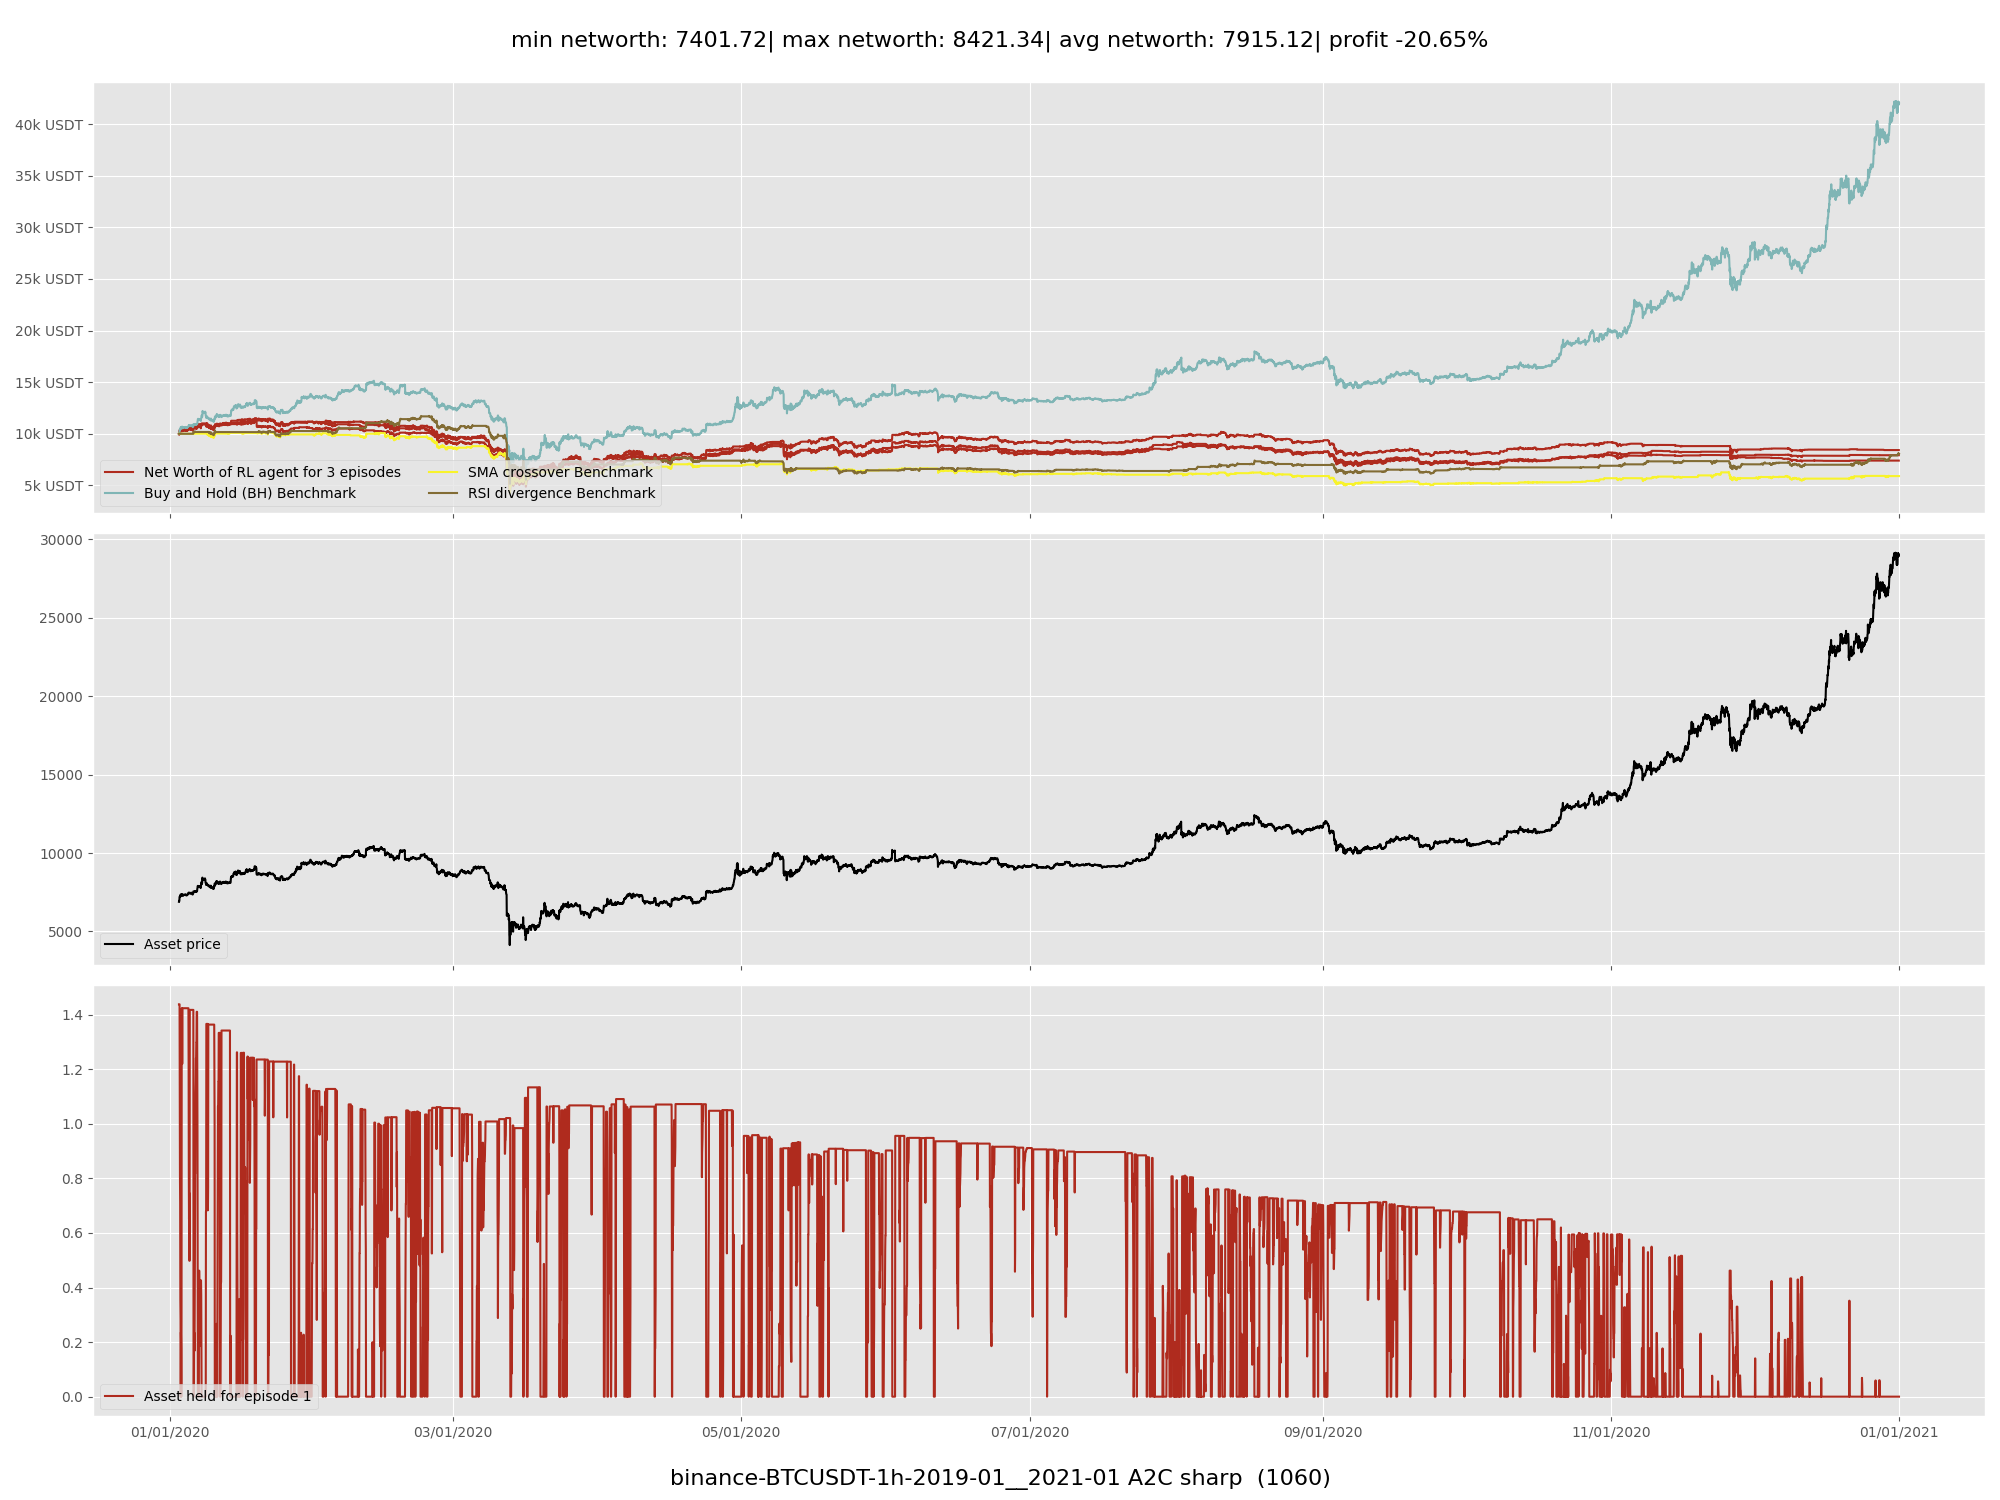 min networth: 7401.72| max networth: 8421.34| avg networth: 7915.12| profit -20.65%
40k USDT
35k USDT
30k USDT
25k USDT
20k USDT
15k USDT
10k USDT
5k USDT
Net Worth of RL agent for 3 episodes
Buy and Hold (BH) Benchmark
SMA crossover Benchmark
RSI divergence Benchmark
30000
25000
20000
15000
10000
5000
Asset price
1.4
1.2
1.0
0.8
0.6
0.4
0.2
0.0
Asset held for episode 1
01/01/2020 03/01/2020 05/01/2020 07/01/2020 09/01/2020 11/01/2020 01/01/2021
binance-BTCUSDT-1h-2019-01__2021-01 A2C sharp (1060)